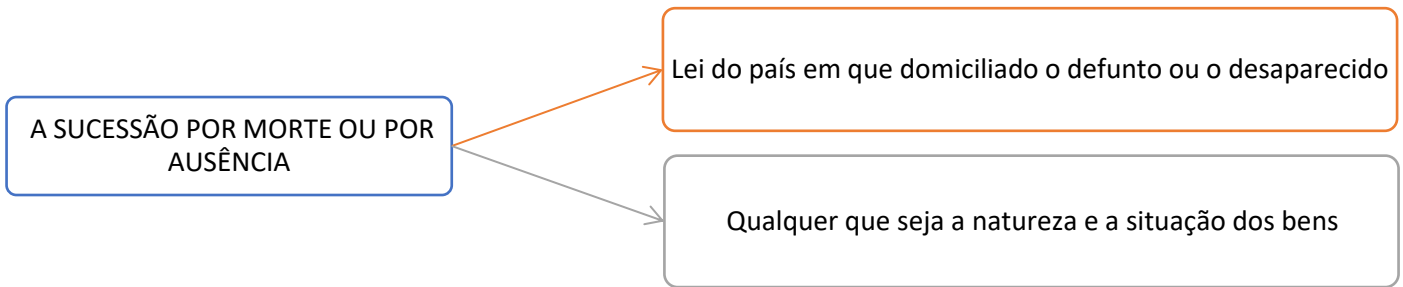 A SUCESSÃO POR MORTE OU POR
AUSÊNCIA
Lei do país em que domiciliado o defunto ou o desaparecido
Qualquer que seja a natureza e a situação dos bens